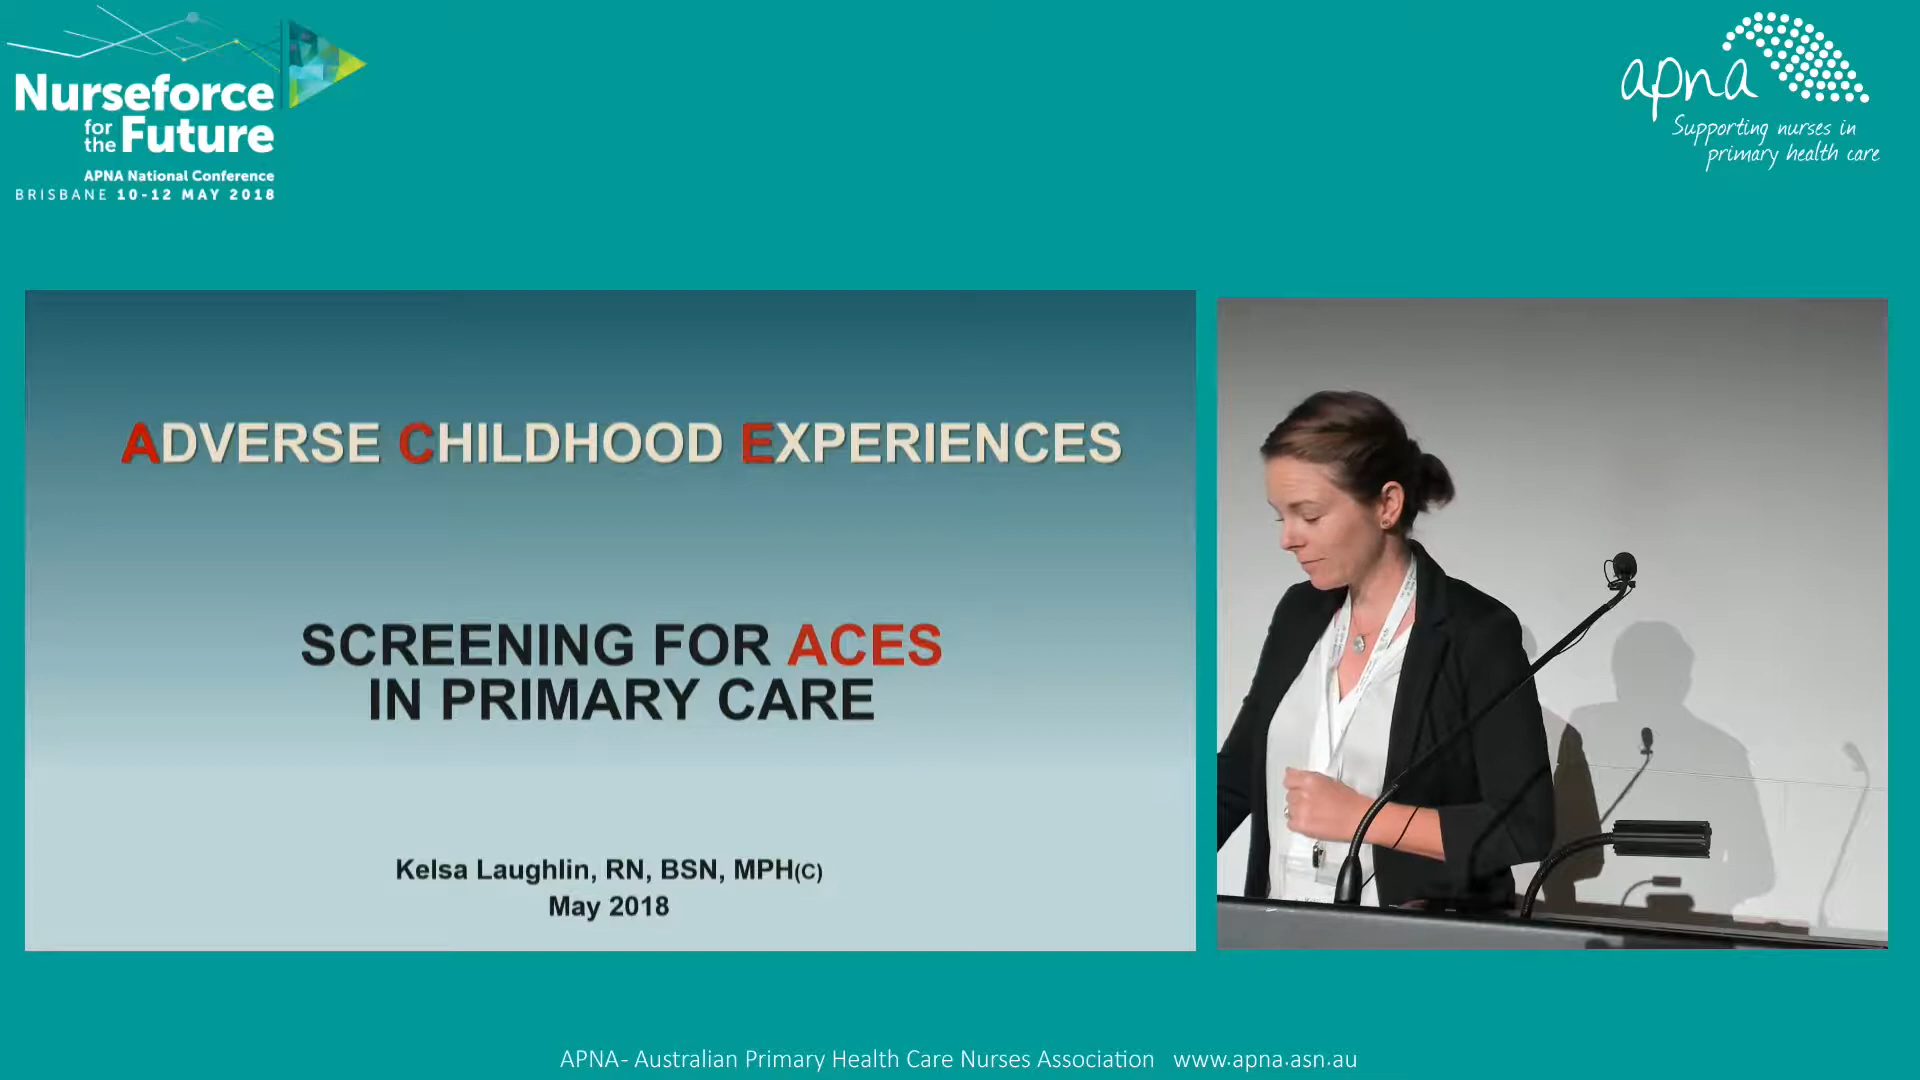 Nurseforce
for
the Future
APNA National Conference
BRISBANE 10-12 MAY 2018
apna
Supporting nurses in
primary health care
ADVERSE CHILDHOOD EXPERIENCES
SCREENING FOR ACES
IN PRIMARY CARE
Kelsa Laughlin, RN, BSN, MPH(C)
May 2018
APNA- Australian Primary Health Care Nurses Association www.apna.asn.au